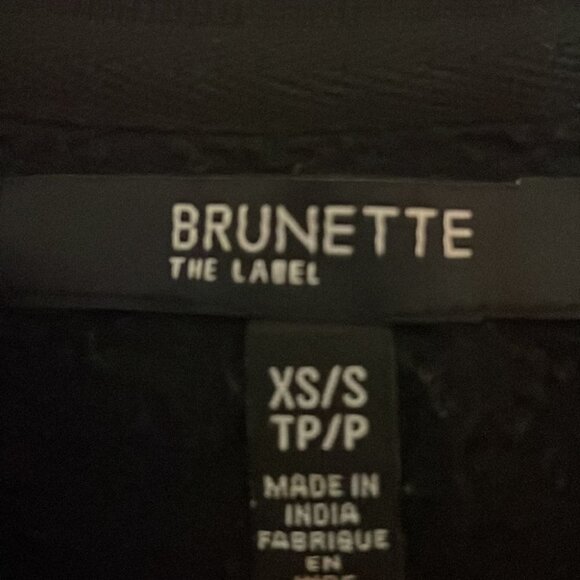 BRUNETTE
THE LABEL
XS/S
TP/P
MADE IN
INDIA
FABRIQUE
EN